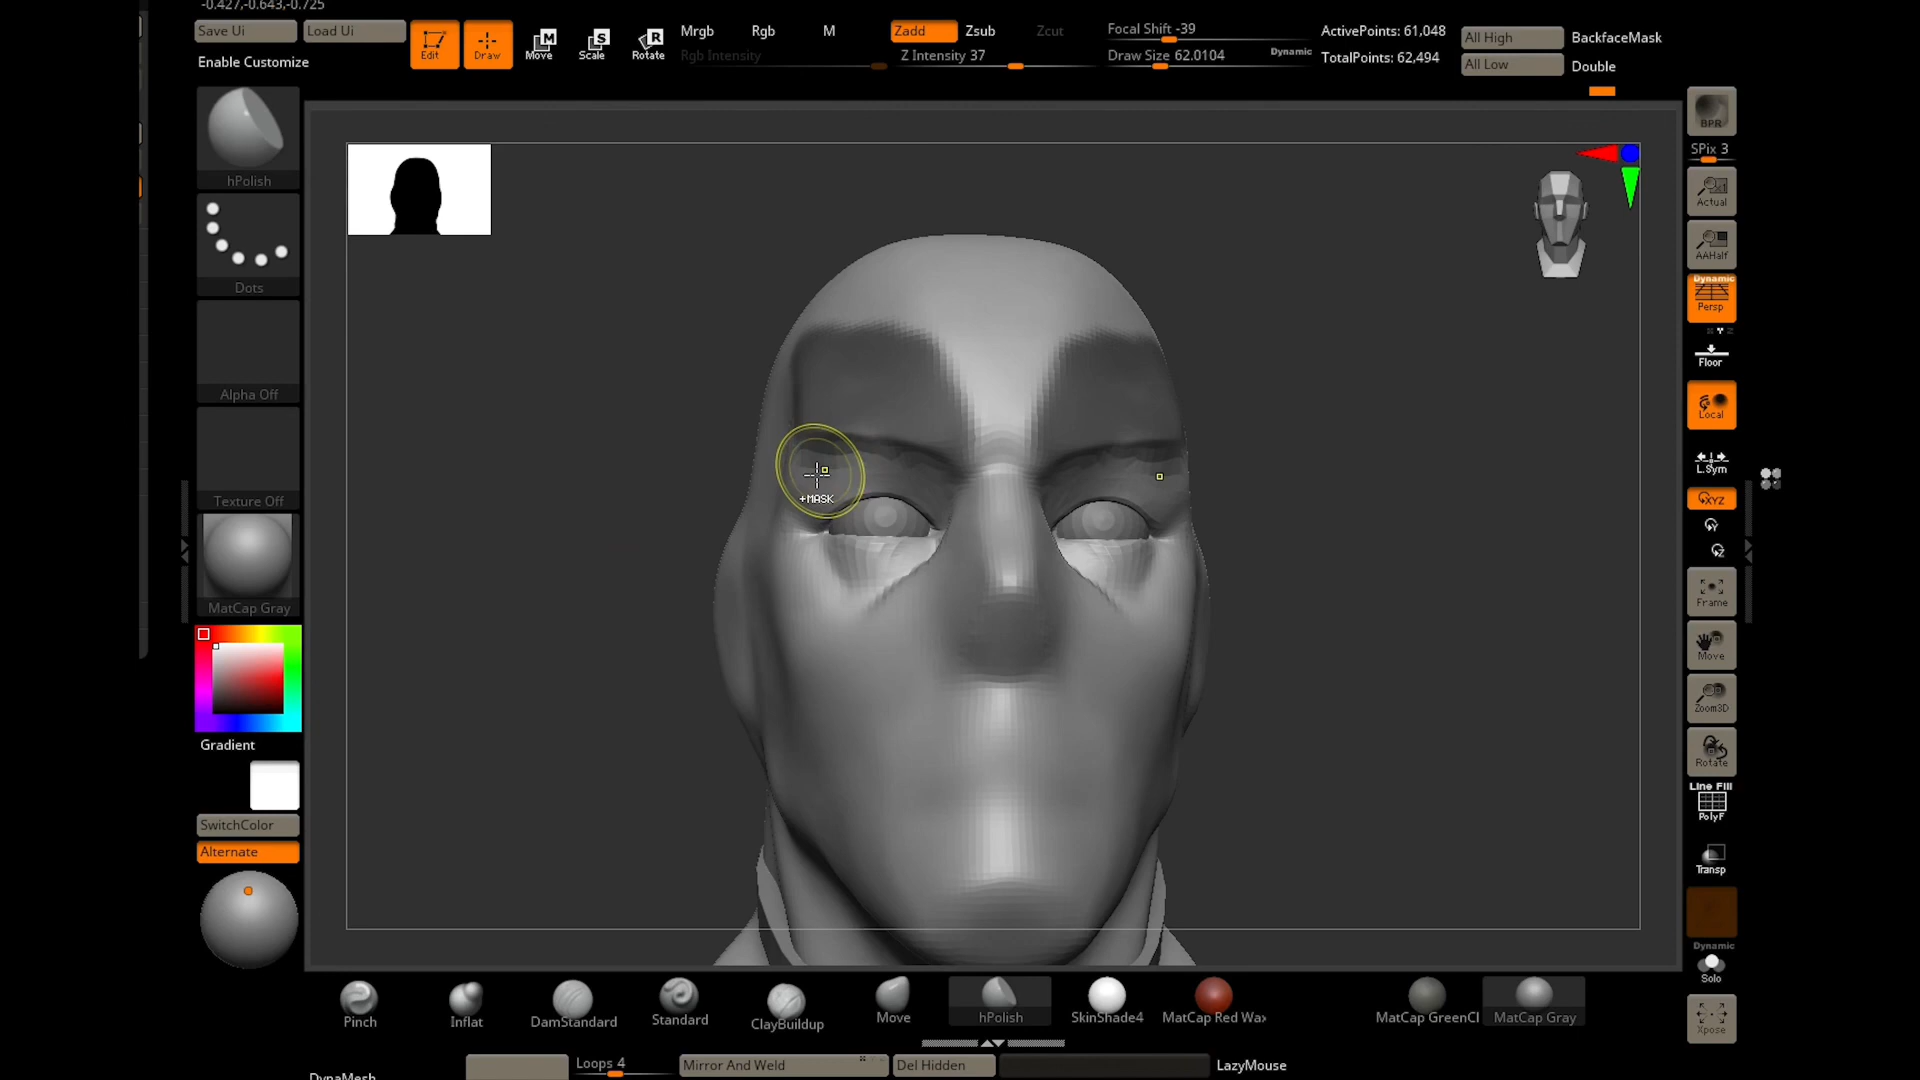 -0.427,-0.643,-0.725
Save Ui
Load Ui
Enable Customize
Edit
Draw
M
Move
S
Scale
R
Rotate
Mrgb
Rgb
M
Rgb Intensity
Zadd
Zsub
Zcut
Z Intensity 37
Focal Shift -39
Draw Size 62.0104
Dynamic
ActivePoints: 61,048
TotalPoints: 62,494
All High
All Low
BackfaceMask
Double
hPolish
Dots
Alpha Off
Texture Off
MatCap Gray
Gradient
SwitchColor
Alternate
+MASK
BPR
SPix 3
Actual
AAHalf
Dynamic
Persp
Floor
Local
L.Sym
XYZ
Frame
Move
Zoom3D
Rotate
Line Fill
PolyF
Transp
Dynamic
Solo
Xpose
Pinch
Inflat
DamStandard
Standard
ClayBuildup
Move
hPolish
SkinShade4
MatCap Red Wax
MatCap GreenCl
MatCap Gray
DynaMesh
Loops 4
Mirror And Weld
Del Hidden
LazyMouse